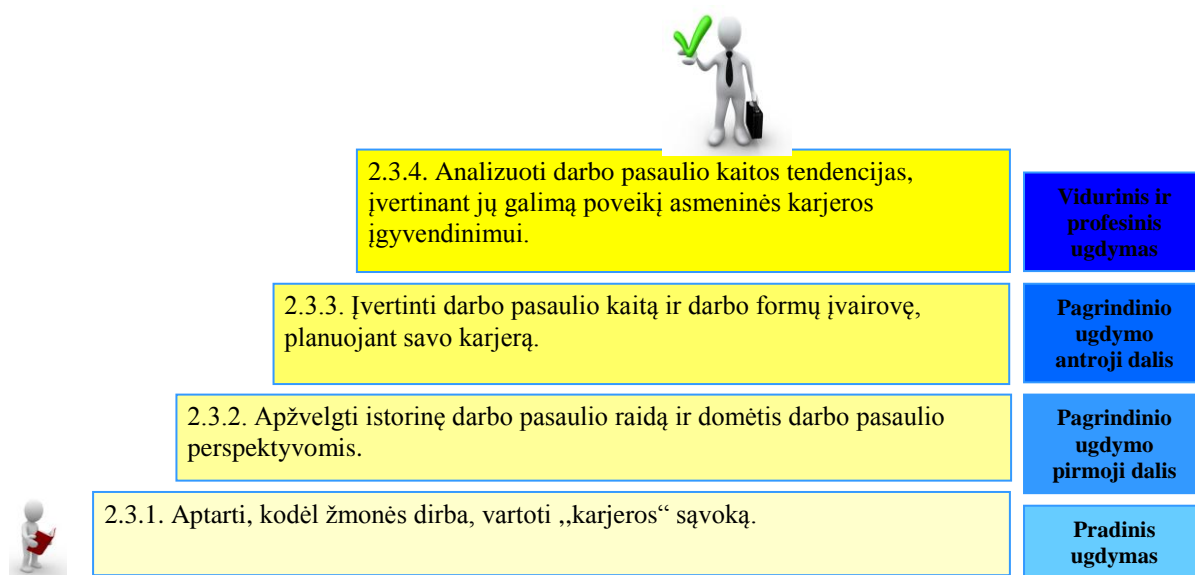 2.3.4. Analizuoti darbo pasaulio kaitos tendencijas,
įvertinant jų galimą poveikį asmeninės karjeros
įgyvendinimui.
Vidurinis ir
profesinis
ugdymas
2.3.3. Įvertinti darbo pasaulio kaitą ir darbo formų įvairovę,
planuojant savo karjerą.
Pagrindinio
ugdymo
antroji dalis
2.3.2. Apžvelgti istorinę darbo pasaulio raidą ir domėtis darbo pasaulio
perspektyvomis.
Pagrindinio
ugdymo
pirmoji dalis
2.3.1. Aptarti, kodėl žmonės dirba, vartoti ,,karjeros“ sąvoką.
Pradinis
ugdymas